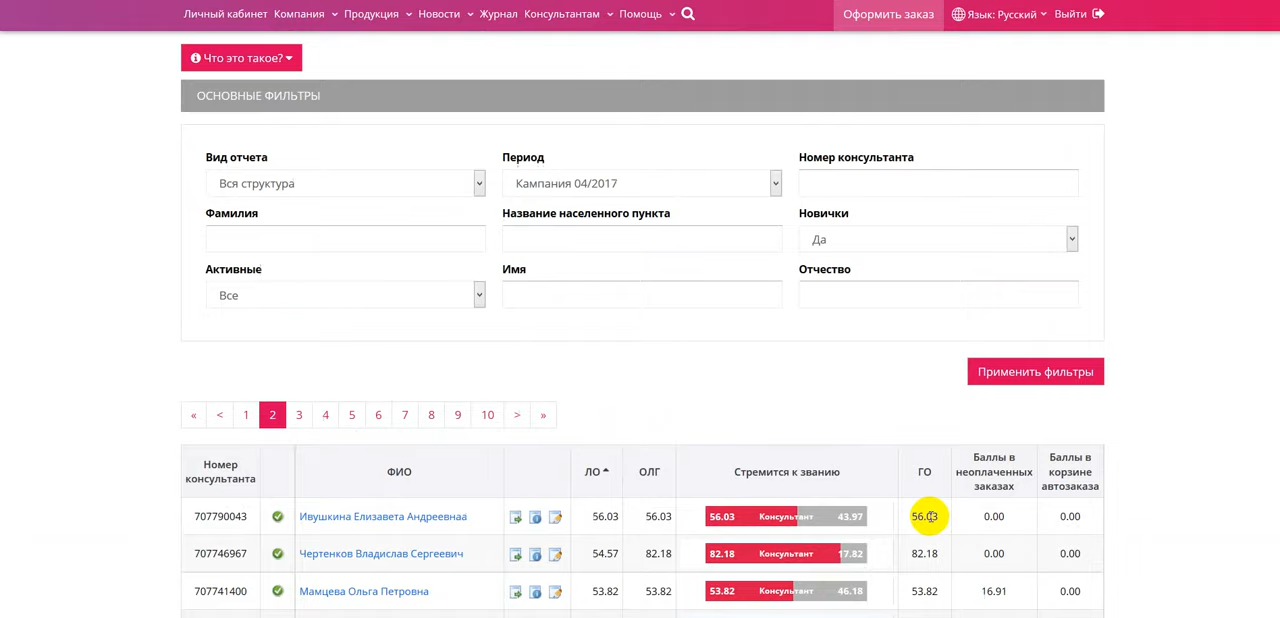 Личный кабинет Компания Продукция Новости Журнал Консультантам Помощь Оформить заказ Язык: Русский Выйти
Что это такое?
ОСНОВНЫЕ ФИЛЬТРЫ
Вид отчета Период Номер консультанта
Вся структура Кампания 04/2017
Фамилия Название населенного пункта Новички
Да
Активные Имя Отчество
Все
Применить фильтры
« < 1 2 3 4 5 6 7 8 9 10 > »
Номер консультанта ФИО ЛО ОЛГ Стремится к званию ГО Баллы в неоплаченных заказах Баллы в корзине автозаказа
707790043 Ивушкина Елизавета Андреевнаа 56.03 56.03 56.03 Консультант 43.97 56.03 0.00 0.00
707746967 Чертенков Владислав Сергеевич 54.57 82.18 82.18 Консультант 17.82 82.18 0.00 0.00
707741400 Мамцева Ольга Петровна 53.82 53.82 53.82 Консультант 46.18 53.82 16.91 0.00